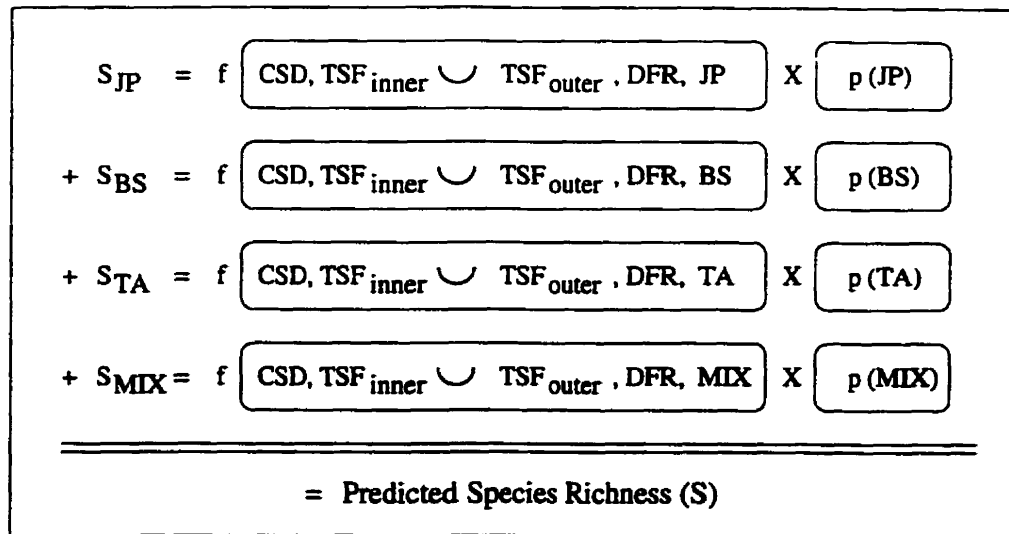 S_JP = f CSD, TSF_inner ∪ TSF_outer, DFR, JP X p (JP)
+ S_BS = f CSD, TSF_inner ∪ TSF_outer, DFR, BS X p (BS)
+ S_TA = f CSD, TSF_inner ∪ TSF_outer, DFR, TA X p (TA)
+ S_MIX = f CSD, TSF_inner ∪ TSF_outer, DFR, MIX X p (MIX)
= Predicted Species Richness (S)